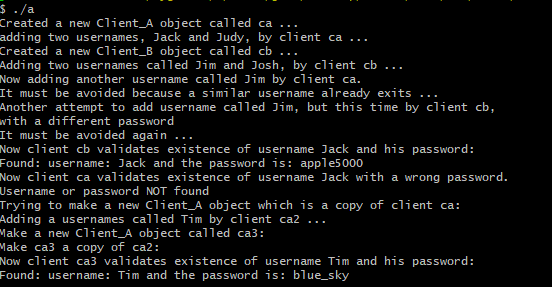 $ ./a
Created a new Client_A object called ca ...
adding two usernames, Jack and Judy, by client ca ...
Created a new Client_B object called cb ...
Adding two usernames called Jim and Josh, by client cb ...
Now adding another username called Jim by client ca.
It must be avoided because a similar username already exits ...
Another attempt to add username called Jim, but this time by client cb,
with a different password
It must be avoided again ...
Now client cb validates existence of username Jack and his password:
Found: username: Jack and the password is: apple5000
Now client ca validates existence of username Jack with a wrong password.
Username or password NOT found
Trying to make a new Client_A object which is a copy of client ca:
Adding a usernames called Tim by client ca2 ...
Make a new Client_A object called ca3:
Make ca3 a copy of ca2:
Now client ca3 validates existence of username Tim and his password:
Found: username: Tim and the password is: blue_sky